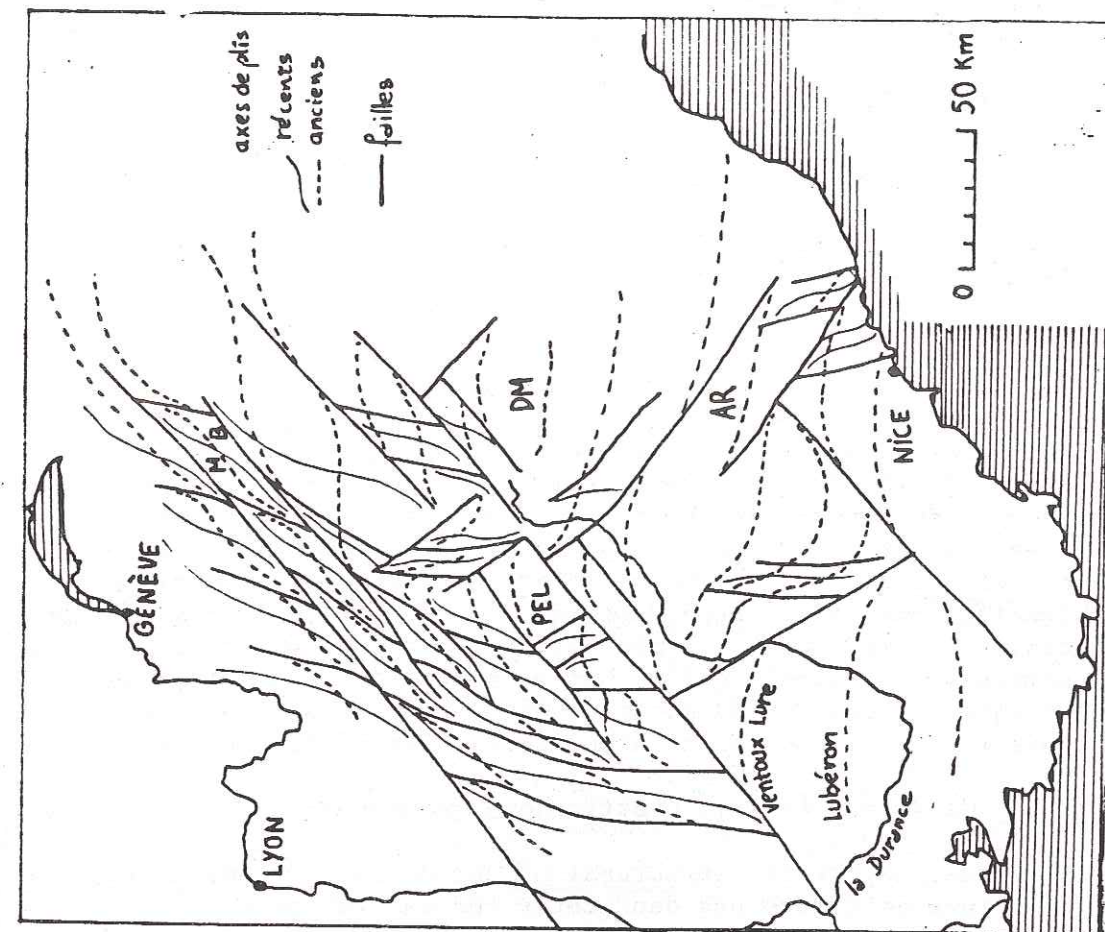 axes de plis
récents
anciens
failles
GÉNÈVE
LYON
M B
DM
PEL
AR
NICE
Ventoux Lure
Lubéron
la Durance
0 50 Km